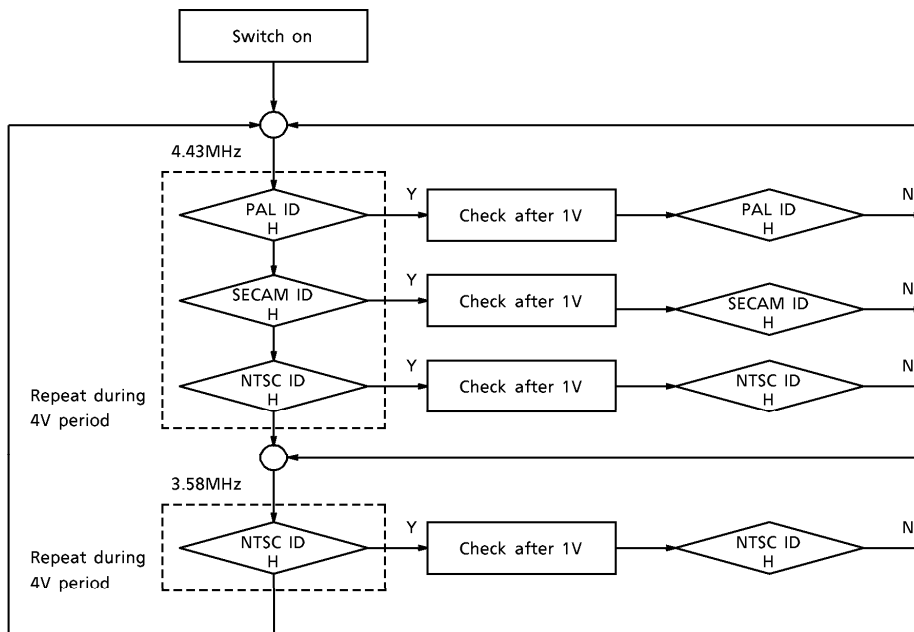 Switch on
4.43MHz
PAL ID
H
Y
Check after 1V
PAL ID
H
N
SECAM ID
H
Y
Check after 1V
SECAM ID
H
N
NTSC ID
H
Y
Check after 1V
NTSC ID
H
N
Repeat during
4V period
3.58MHz
NTSC ID
H
Y
Check after 1V
NTSC ID
H
N
Repeat during
4V period